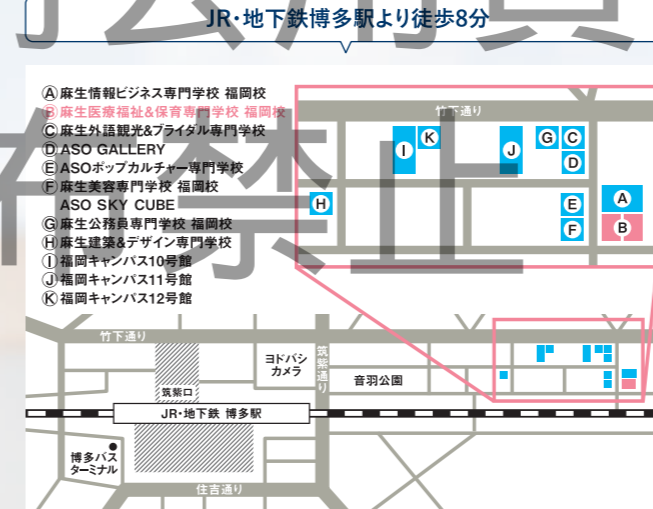 JR・地下鉄博多駅より徒歩8分
Ⓐ麻生情報ビジネス専門学校 福岡校
Ⓑ麻生医療福祉&保育専門学校 福岡校
Ⓒ麻生外語観光&ブライダル専門学校
ⒹASO GALLERY
ⒺASOポップカルチャー専門学校
Ⓕ麻生美容専門学校 福岡校
ASO SKY CUBE
Ⓖ麻生公務員専門学校 福岡校
Ⓗ麻生建築&デザイン専門学校
Ⓘ福岡キャンパス10号館
Ⓙ福岡キャンパス11号館
Ⓚ福岡キャンパス12号館
竹下通り
I
K
J
G
C
D
H
E
F
A
B
竹下通り
ヨドバシ
カメラ
筑紫通り
音羽公園
筑紫口
JR・地下鉄 博多駅
博多バス
ターミナル
住吉通り
禁止